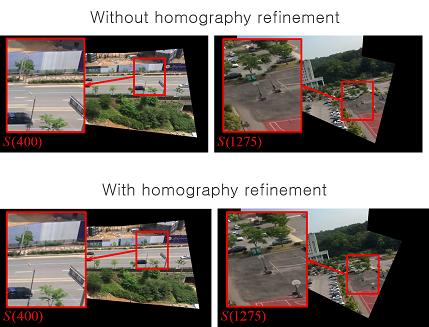 Without homography refinement
S(400)
S(1275)
With homography refinement
S(400)
S(1275)